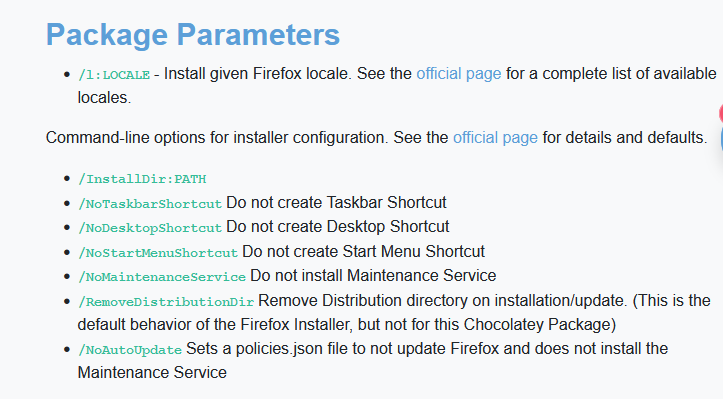 Package Parameters
• /l:LOCALE - Install given Firefox locale. See the official page for a complete list of available
locales.
Command-line options for installer configuration. See the official page for details and defaults.
• /InstallDir:PATH
• /NoTaskbarShortcut Do not create Taskbar Shortcut
• /NoDesktopShortcut Do not create Desktop Shortcut
• /NoStartMenuShortcut Do not create Start Menu Shortcut
• /NoMaintenanceService Do not install Maintenance Service
• /RemoveDistributionDir Remove Distribution directory on installation/update. (This is the
default behavior of the Firefox Installer, but not for this Chocolatey Package)
• /NoAutoUpdate Sets a policies.json file to not update Firefox and does not install the
Maintenance Service